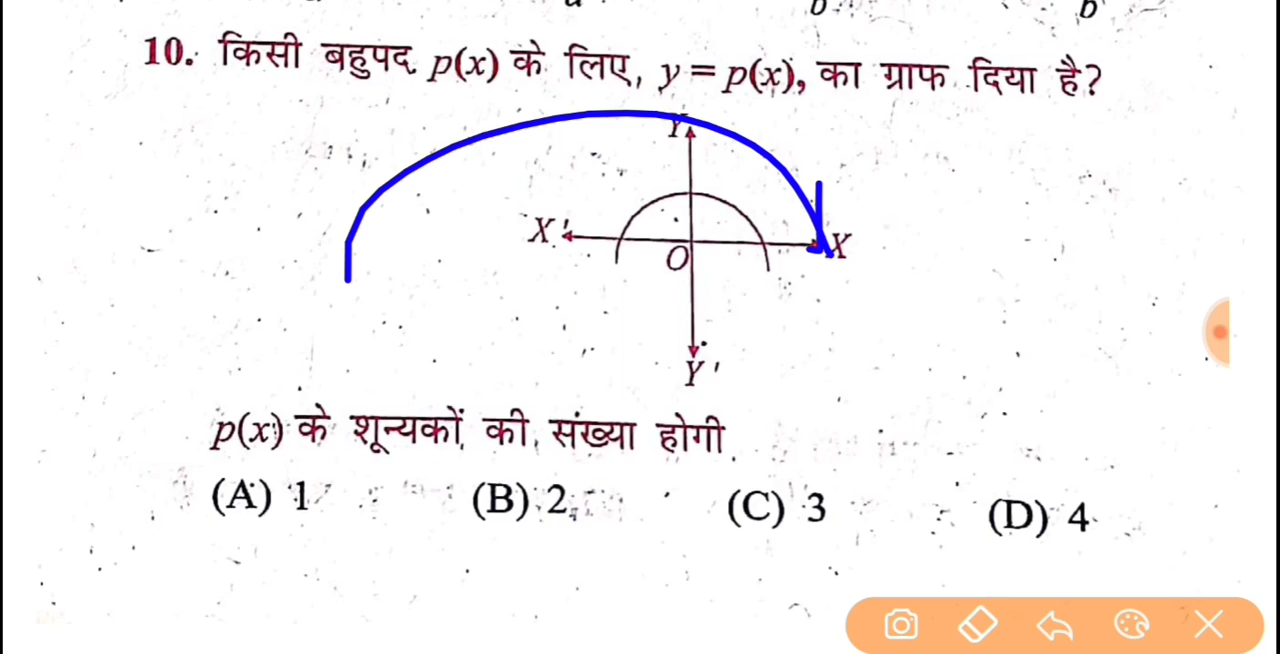 10. किसी बहुपद p(x) के लिए, y = p(x), का ग्राफ दिया है?
Y
X' X
O
Y'
p(x) के शून्यकों की संख्या होगी
(A) 1 (B) 2 (C) 3 (D) 4